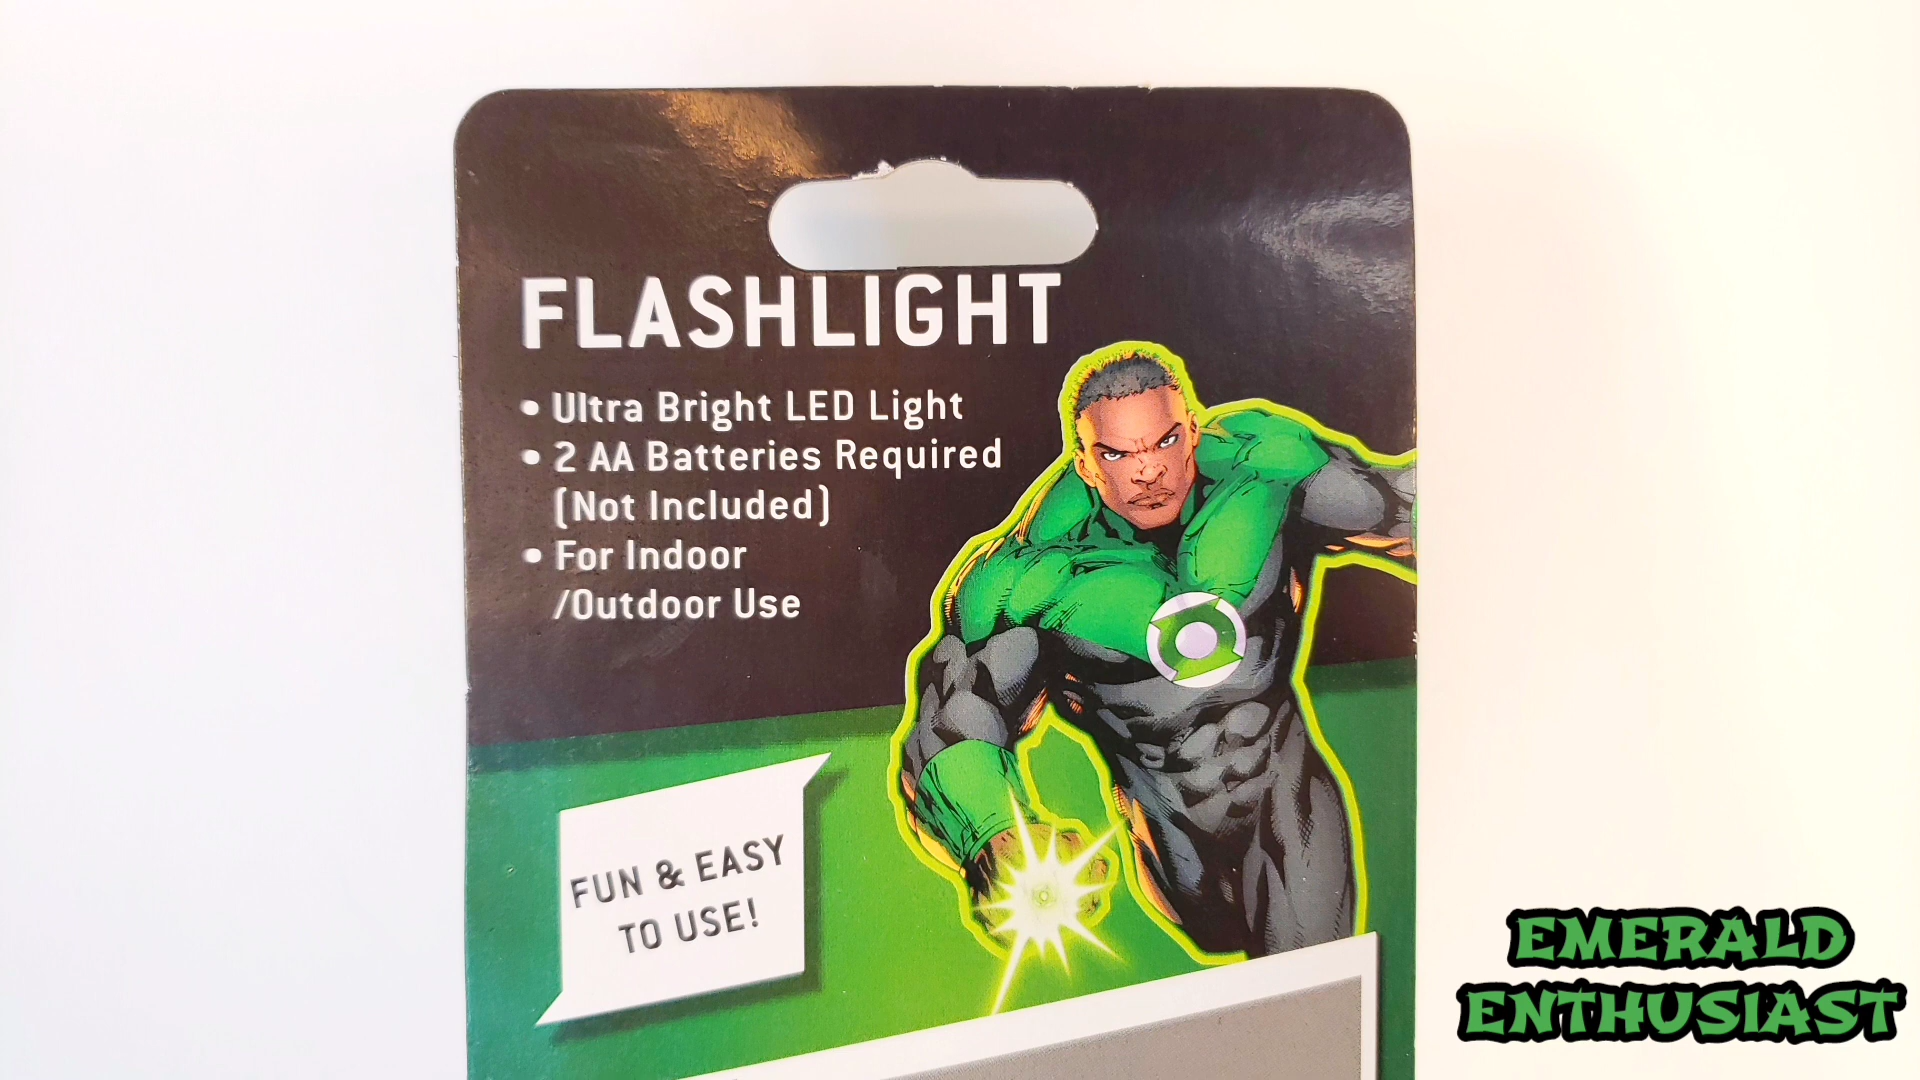 FLASHLIGHT
• Ultra Bright LED Light
• 2 AA Batteries Required
(Not Included)
• For Indoor
/Outdoor Use
FUN & EASY
TO USE!
EMERALD
ENTHUSIAST